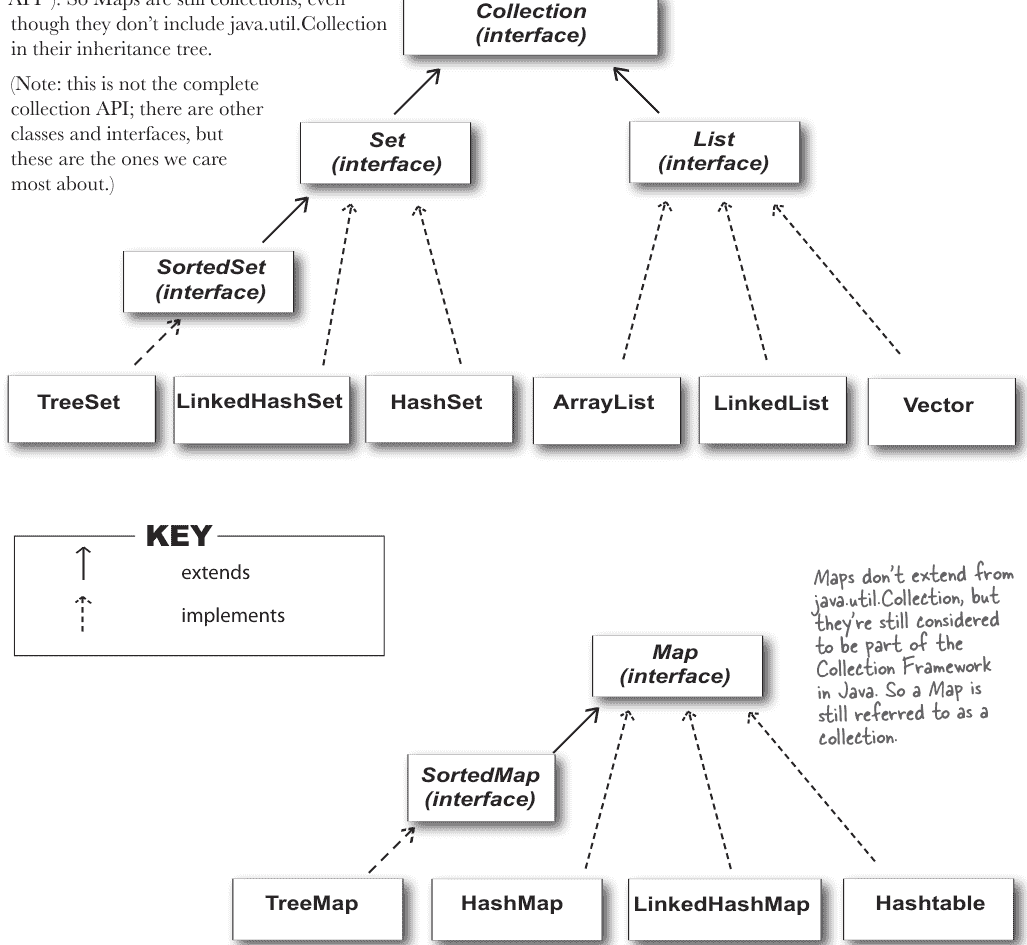 API"). So Maps are still collections, even
though they don't include java.util.Collection
in their inheritance tree.
(Note: this is not the complete
collection API; there are other
classes and interfaces, but
these are the ones we care
most about.)
Collection
(interface)
Set
(interface)
List
(interface)
SortedSet
(interface)
TreeSet
LinkedHashSet
HashSet
ArrayList
LinkedList
Vector
KEY
extends
implements
Maps don't extend from
java.util.Collection, but
they're still considered
to be part of the
Collection Framework
in Java. So a Map is
still referred to as a
collection.
Map
(interface)
SortedMap
(interface)
TreeMap
HashMap
LinkedHashMap
Hashtable